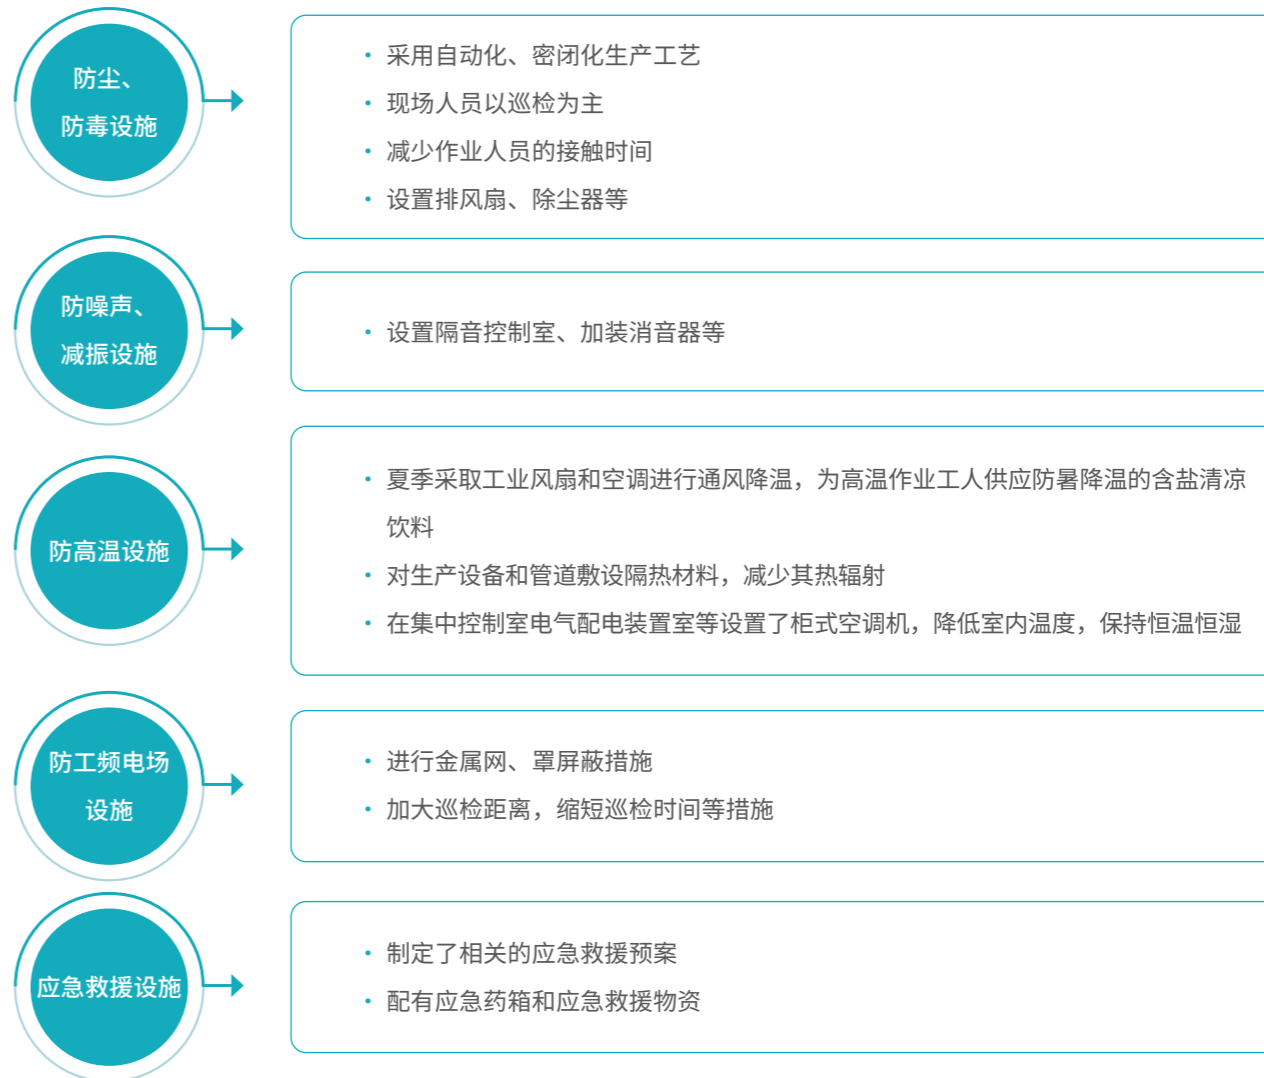 防尘、
防毒设施
• 采用自动化、密闭化生产工艺
• 现场人员以巡检为主
• 减少作业人员的接触时间
• 设置排风扇、除尘器等
防噪声、
减振设施
• 设置隔音控制室、加装消音器等
防高温设施
• 夏季采取工业风扇和空调进行通风降温，为高温作业工人供应防暑降温的含盐清凉
饮料
• 对生产设备和管道敷设隔热材料，减少其热辐射
• 在集中控制室电气配电装置室等设置了柜式空调机，降低室内温度，保持恒温恒湿
防工频电场
设施
• 进行金属网、罩屏蔽措施
• 加大巡检距离，缩短巡检时间等措施
应急救援设施
• 制定了相关的应急救援预案
• 配有应急药箱和应急救援物资